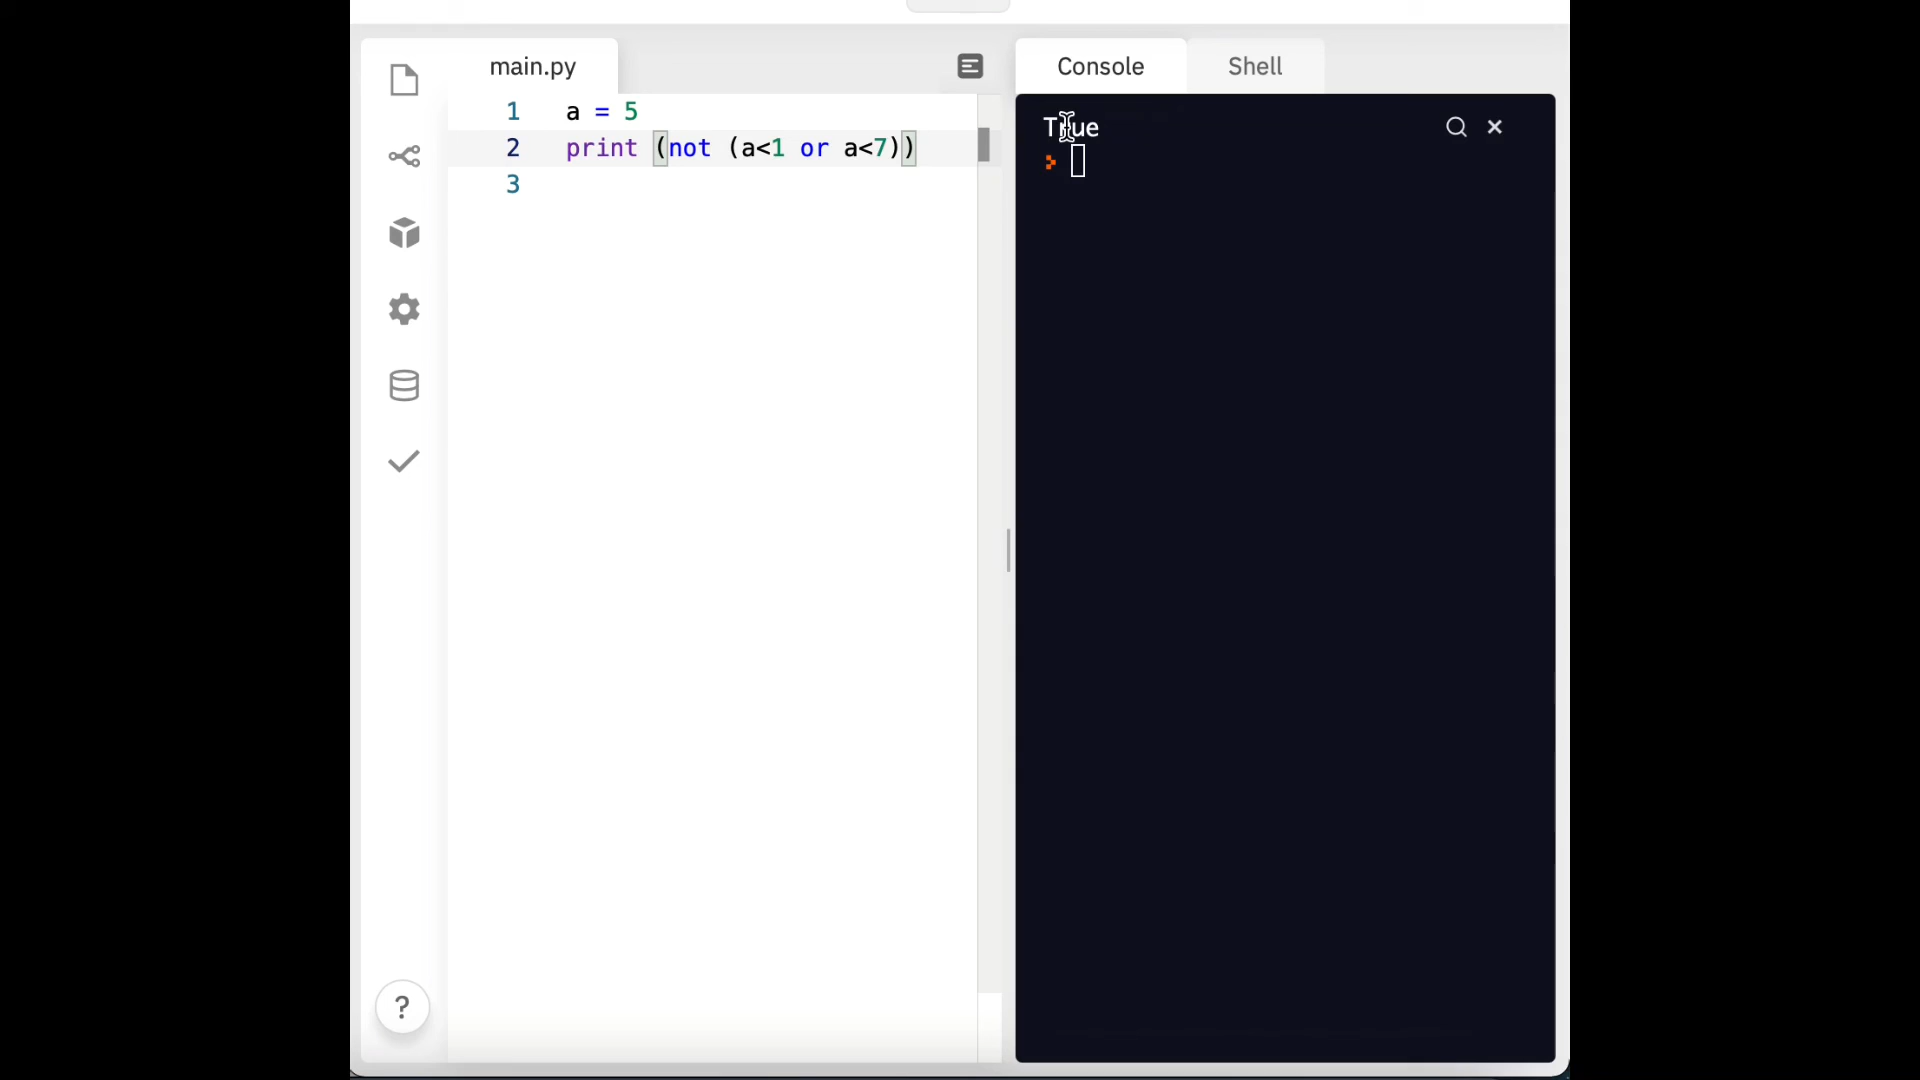 main.py
1 a = 5
2 print (not (a<1 or a<7))
3
?
Console Shell
True